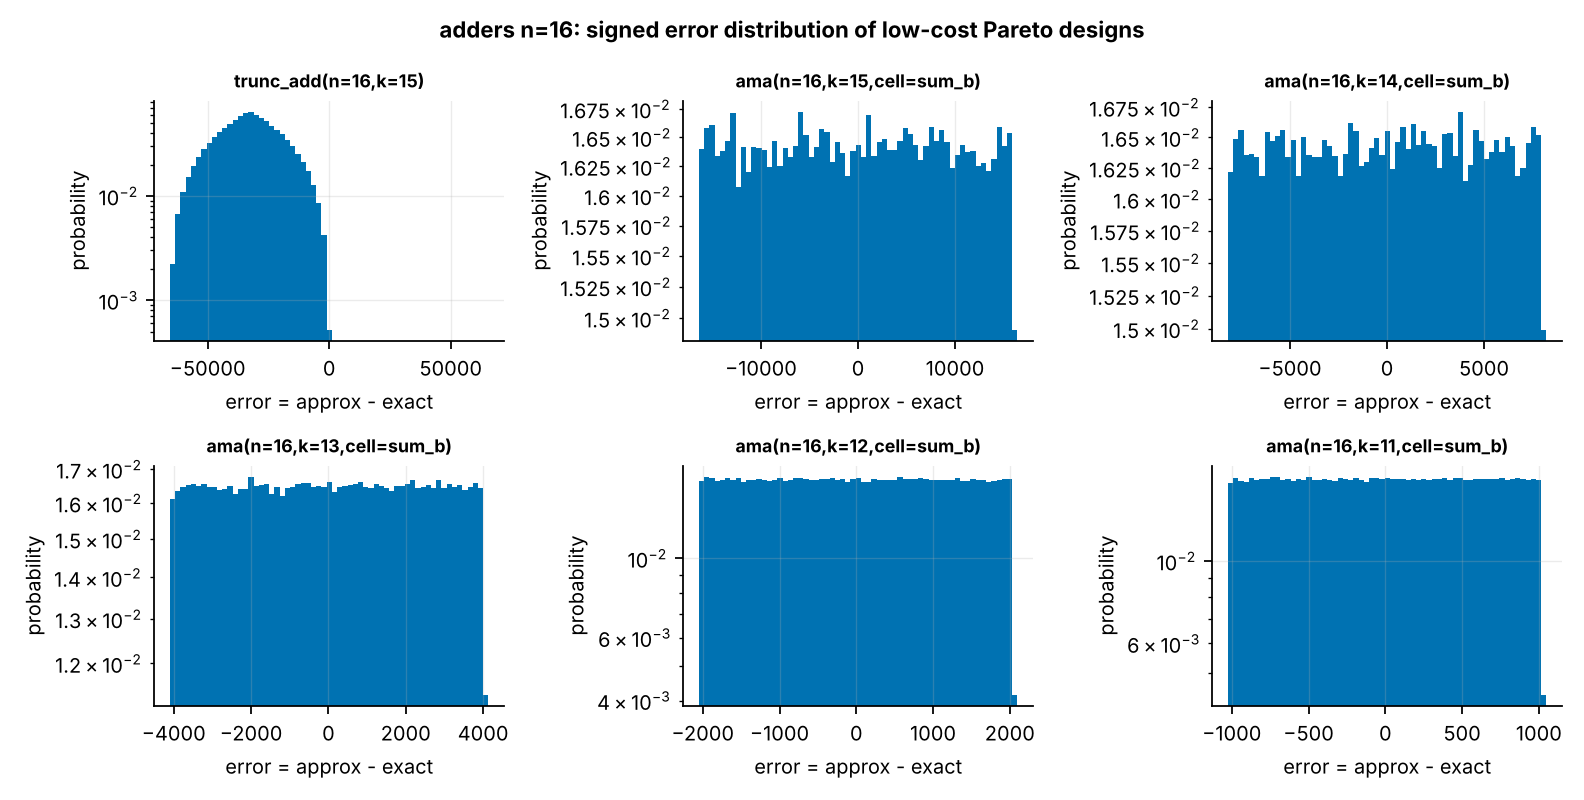 adders n=16: signed error distribution of low-cost Pareto designs
trunc_add(n=16,k=15)
probability
10⁻²
10⁻³
−50000 0 50000
error = approx - exact
ama(n=16,k=15,cell=sum_b)
probability
1.675 × 10⁻²
1.65 × 10⁻²
1.625 × 10⁻²
1.6 × 10⁻²
1.575 × 10⁻²
1.55 × 10⁻²
1.525 × 10⁻²
1.5 × 10⁻²
−10000 0 10000
error = approx - exact
ama(n=16,k=14,cell=sum_b)
probability
1.675 × 10⁻²
1.65 × 10⁻²
1.625 × 10⁻²
1.6 × 10⁻²
1.575 × 10⁻²
1.55 × 10⁻²
1.525 × 10⁻²
1.5 × 10⁻²
−5000 0 5000
error = approx - exact
ama(n=16,k=13,cell=sum_b)
probability
1.7 × 10⁻²
1.6 × 10⁻²
1.5 × 10⁻²
1.4 × 10⁻²
1.3 × 10⁻²
1.2 × 10⁻²
−4000 −2000 0 2000 4000
error = approx - exact
ama(n=16,k=12,cell=sum_b)
probability
10⁻²
6 × 10⁻³
4 × 10⁻³
−2000 −1000 0 1000 2000
error = approx - exact
ama(n=16,k=11,cell=sum_b)
probability
10⁻²
6 × 10⁻³
−1000 −500 0 500 1000
error = approx - exact